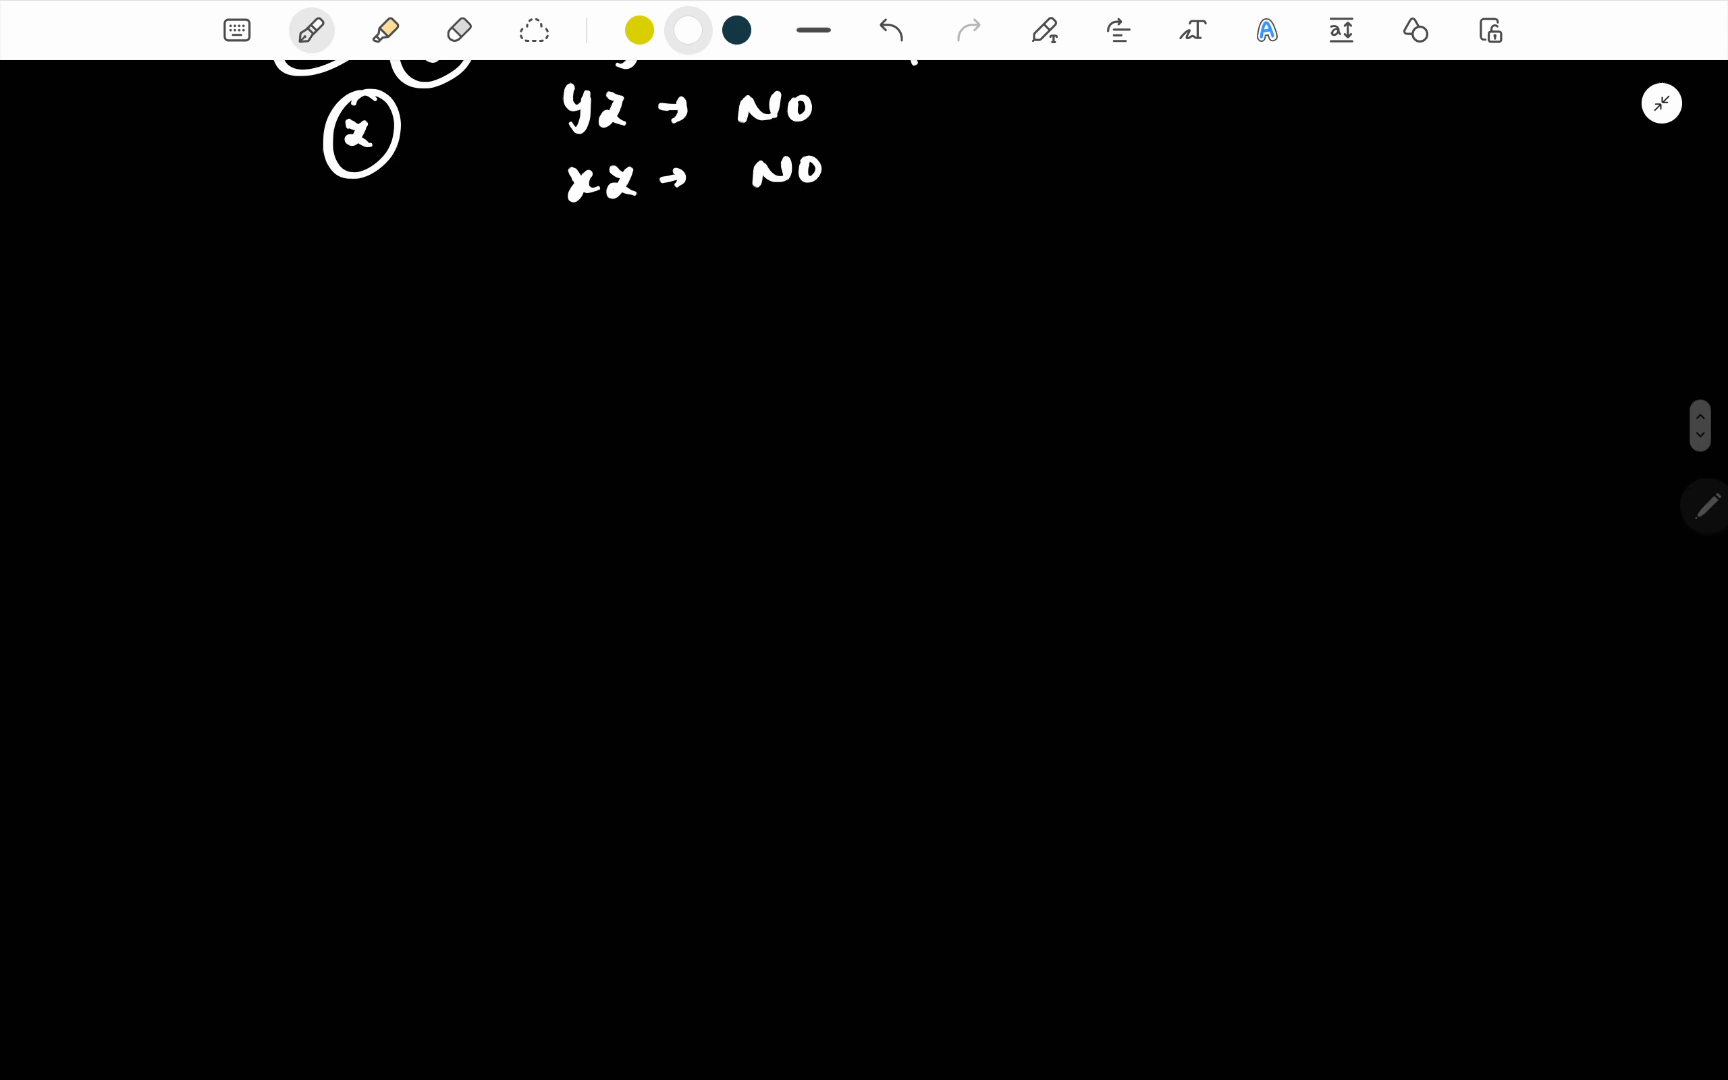 yz → NO
z
xz → NO